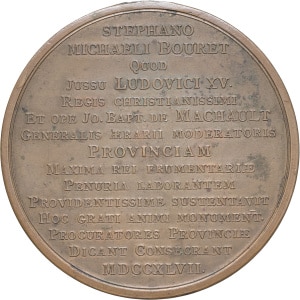 STEPHANO
MICHAELI BOURET
QUOD
JUSSU LUDOVICI XV.
REGIS CHRISTIANISSIMI
ET OPE JO. BAPT. DE MACHAULT
GENERALIS ÆRARII MODERATORIS
PROVINCIAM
MAXIMA REI FRUMENTARIÆ
PENURIA LABORANTEM
PROVIDENTISSIME SUSTENTAVIT
HOC GRATI ANIMI MONUMENT.
PROCURATORES PROVINCIÆ
DICANT CONSECRANT
MDCCXLVII.